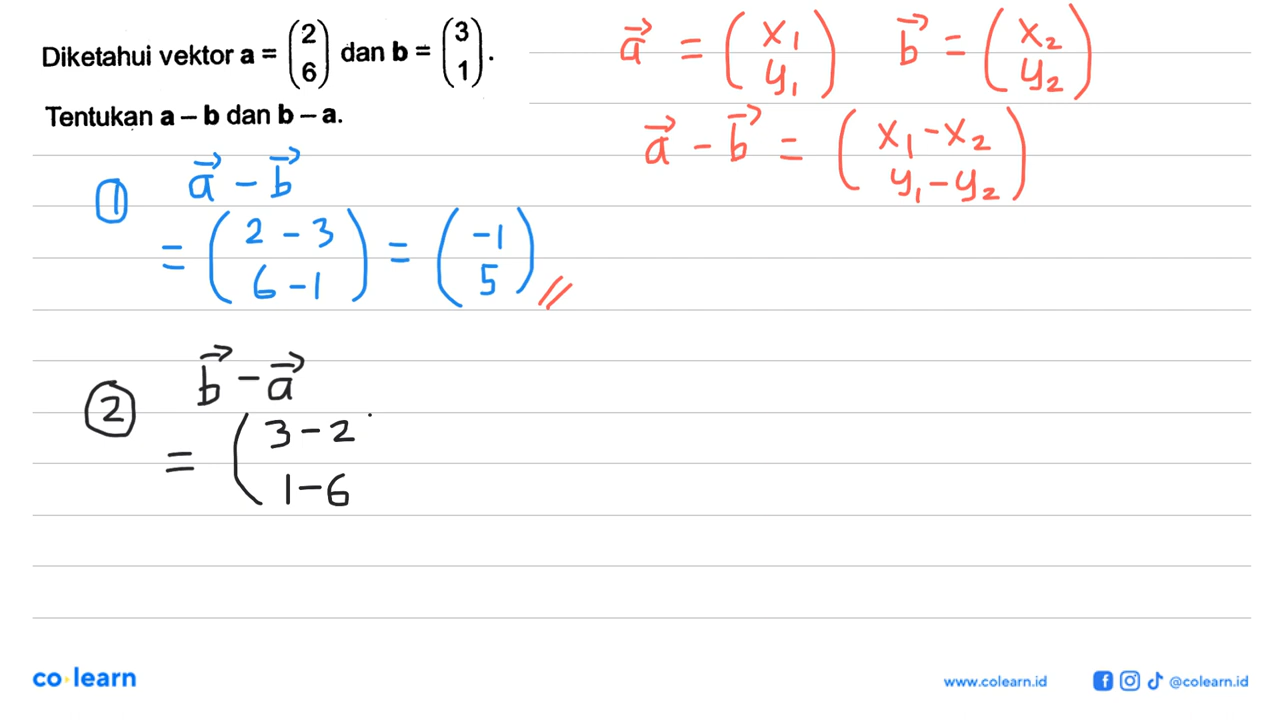 Diketahui vektor a = (2 6) dan b = (3 1).
Tentukan a – b dan b – a.
a⃗ = (x₁ y₁) b⃗ = (x₂ y₂)
a⃗ - b⃗ = (x₁ - x₂ y₁ - y₂)
① a⃗ - b⃗
= (2 - 3 6 - 1) = (-1 5) //
② b⃗ - a⃗
= (3 - 2 1 - 6
co learn
www.colearn.id @colearn.id